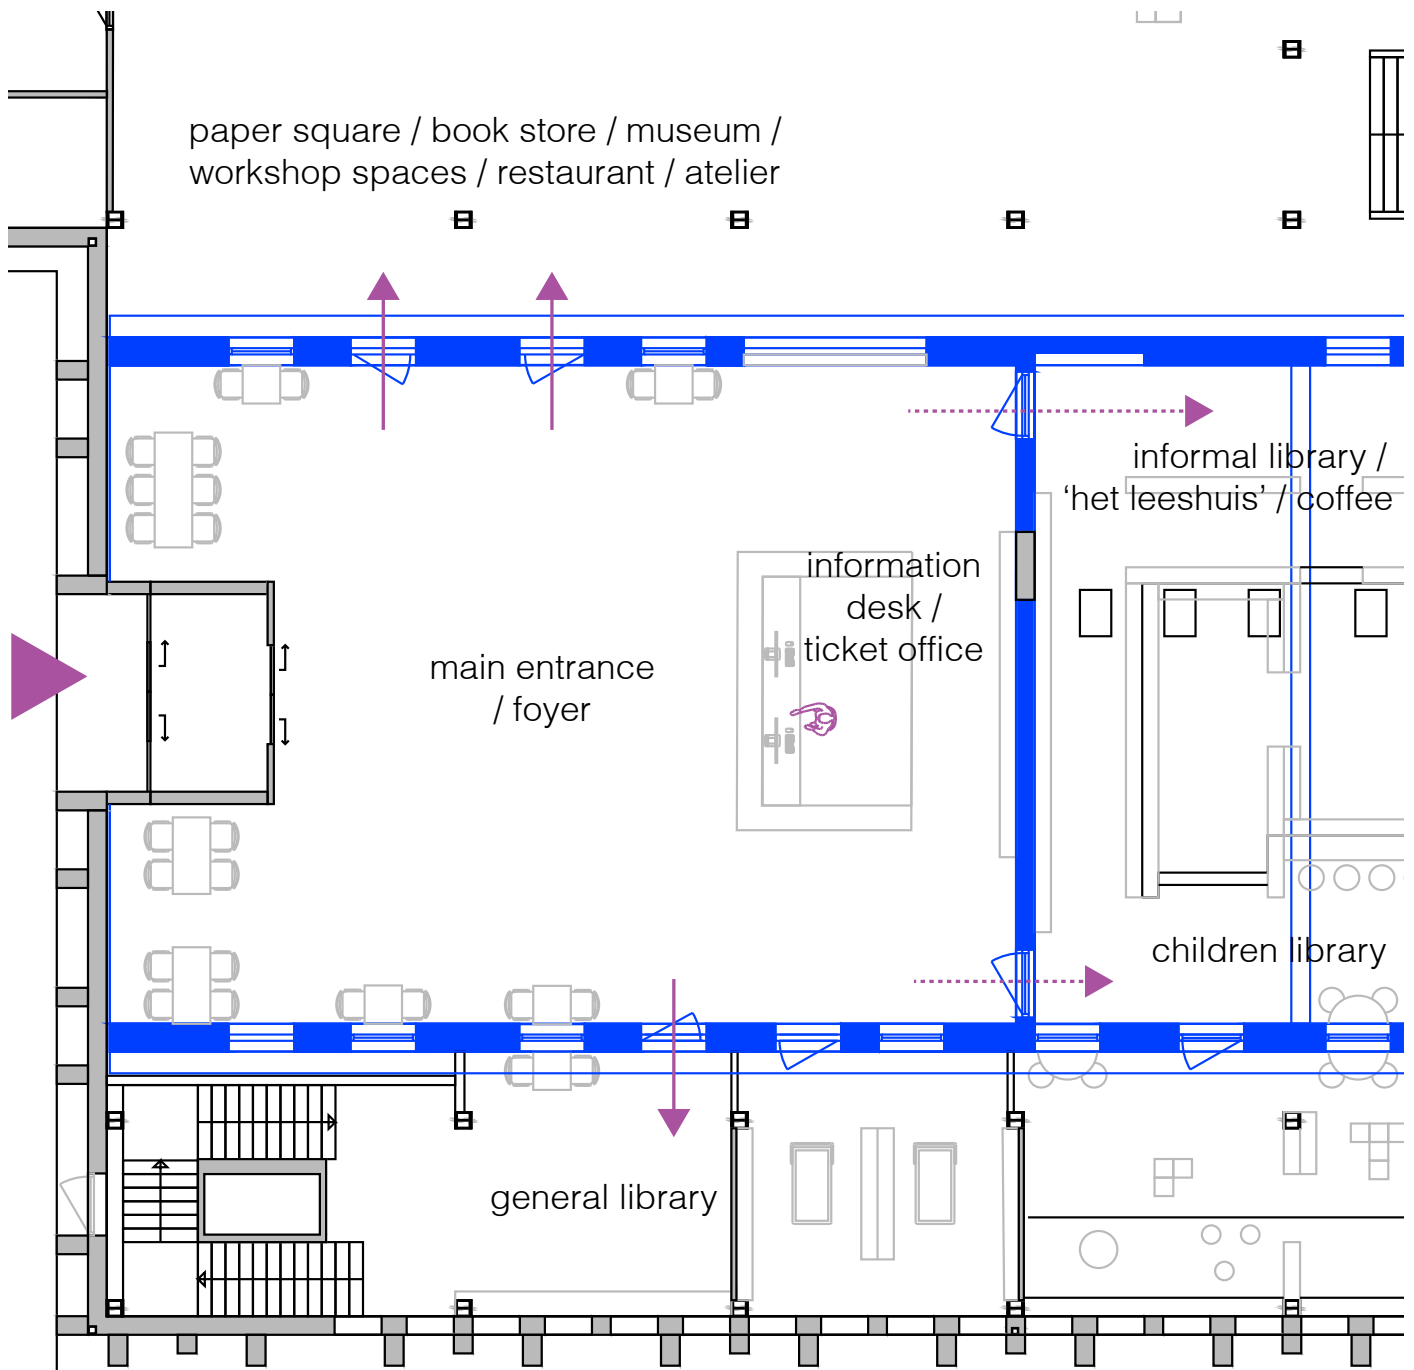 paper square / book store / museum /
workshop spaces / restaurant / atelier
informal library /
‘het leeshuis’ / coffee
information
desk /
ticket office
main entrance
/ foyer
children library
general library